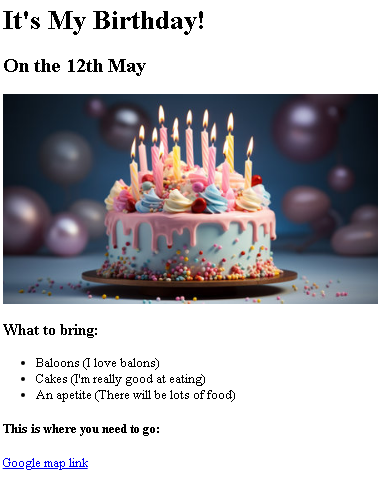 It's My Birthday!
On the 12th May
What to bring:
Baloons (I love balons)
Cakes (I'm really good at eating)
An apetite (There will be lots of food)
This is where you need to go:
Google map link